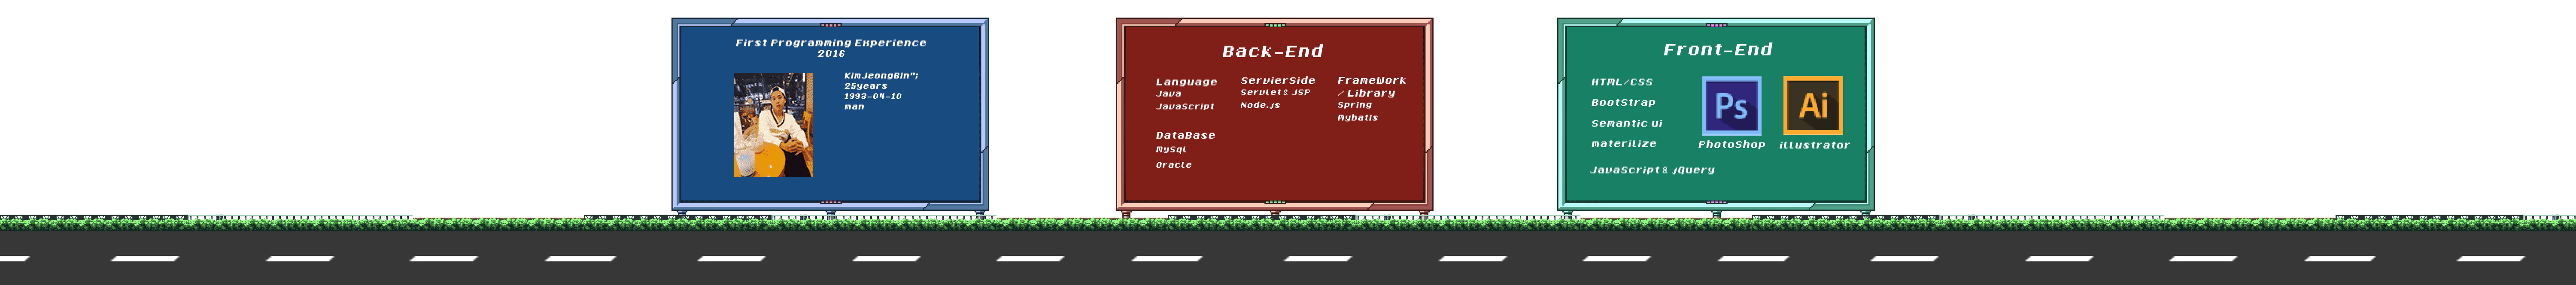 First Programming Experience
2016
KimJeongBin";
25years
1993-04-10
man
Back-End
Language
Java
JavaScript
DataBase
MySql
Oracle
ServierSide
Servlet & JSP
Node.js
FrameWork
/ Library
Spring
Mybatis
Front-End
HTML/CSS
BootStrap
Semantic ui
materilize
JavaScript & jQuery
Ps
PhotoShop
Ai
illustrator